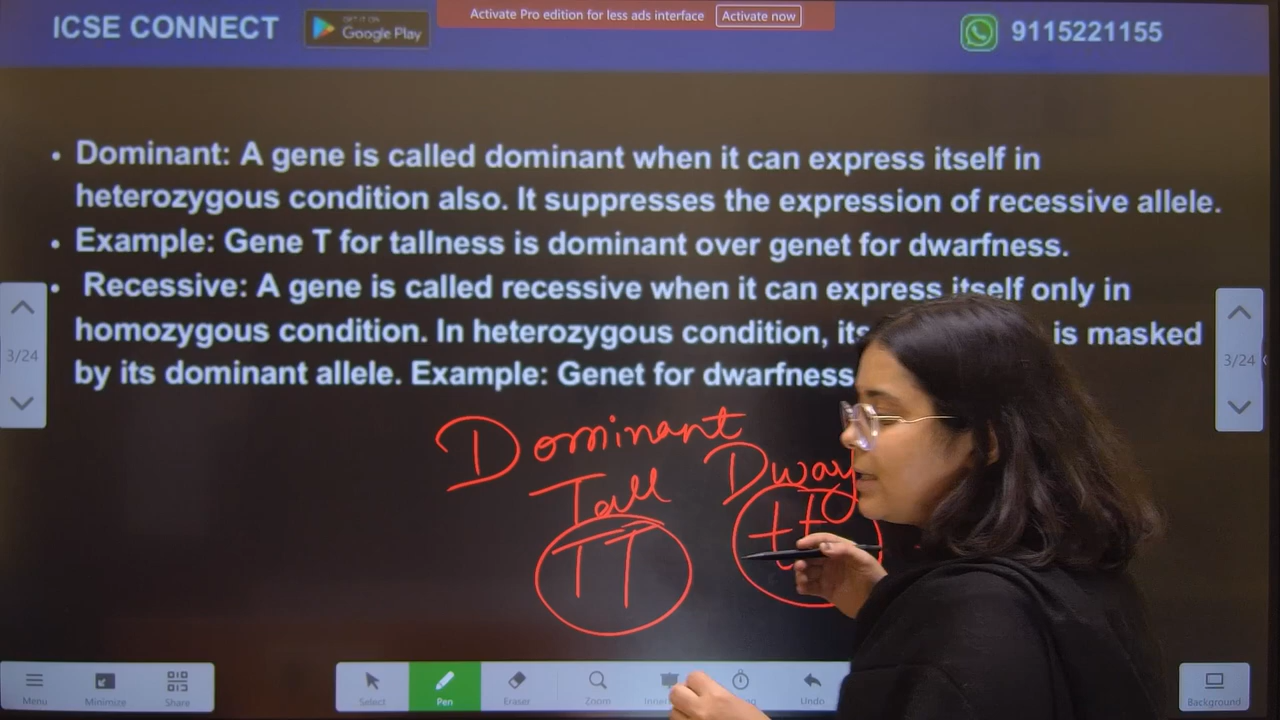 ICSE CONNECT
GET IT ON
Google Play
Activate Pro edition for less ads interface
Activate now
9115221155
• Dominant: A gene is called dominant when it can express itself in
heterozygous condition also. It suppresses the expression of recessive allele.
• Example: Gene T for tallness is dominant over genet for dwarfness.
• Recessive: A gene is called recessive when it can express itself only in
homozygous condition. In heterozygous condition, its is masked
by its dominant allele. Example: Genet for dwarfness
3/24
3/24
Dominant
Tall
TT
tt
Menu
Minimize
Share
Select
Pen
Eraser
Zoom
Undo
Background